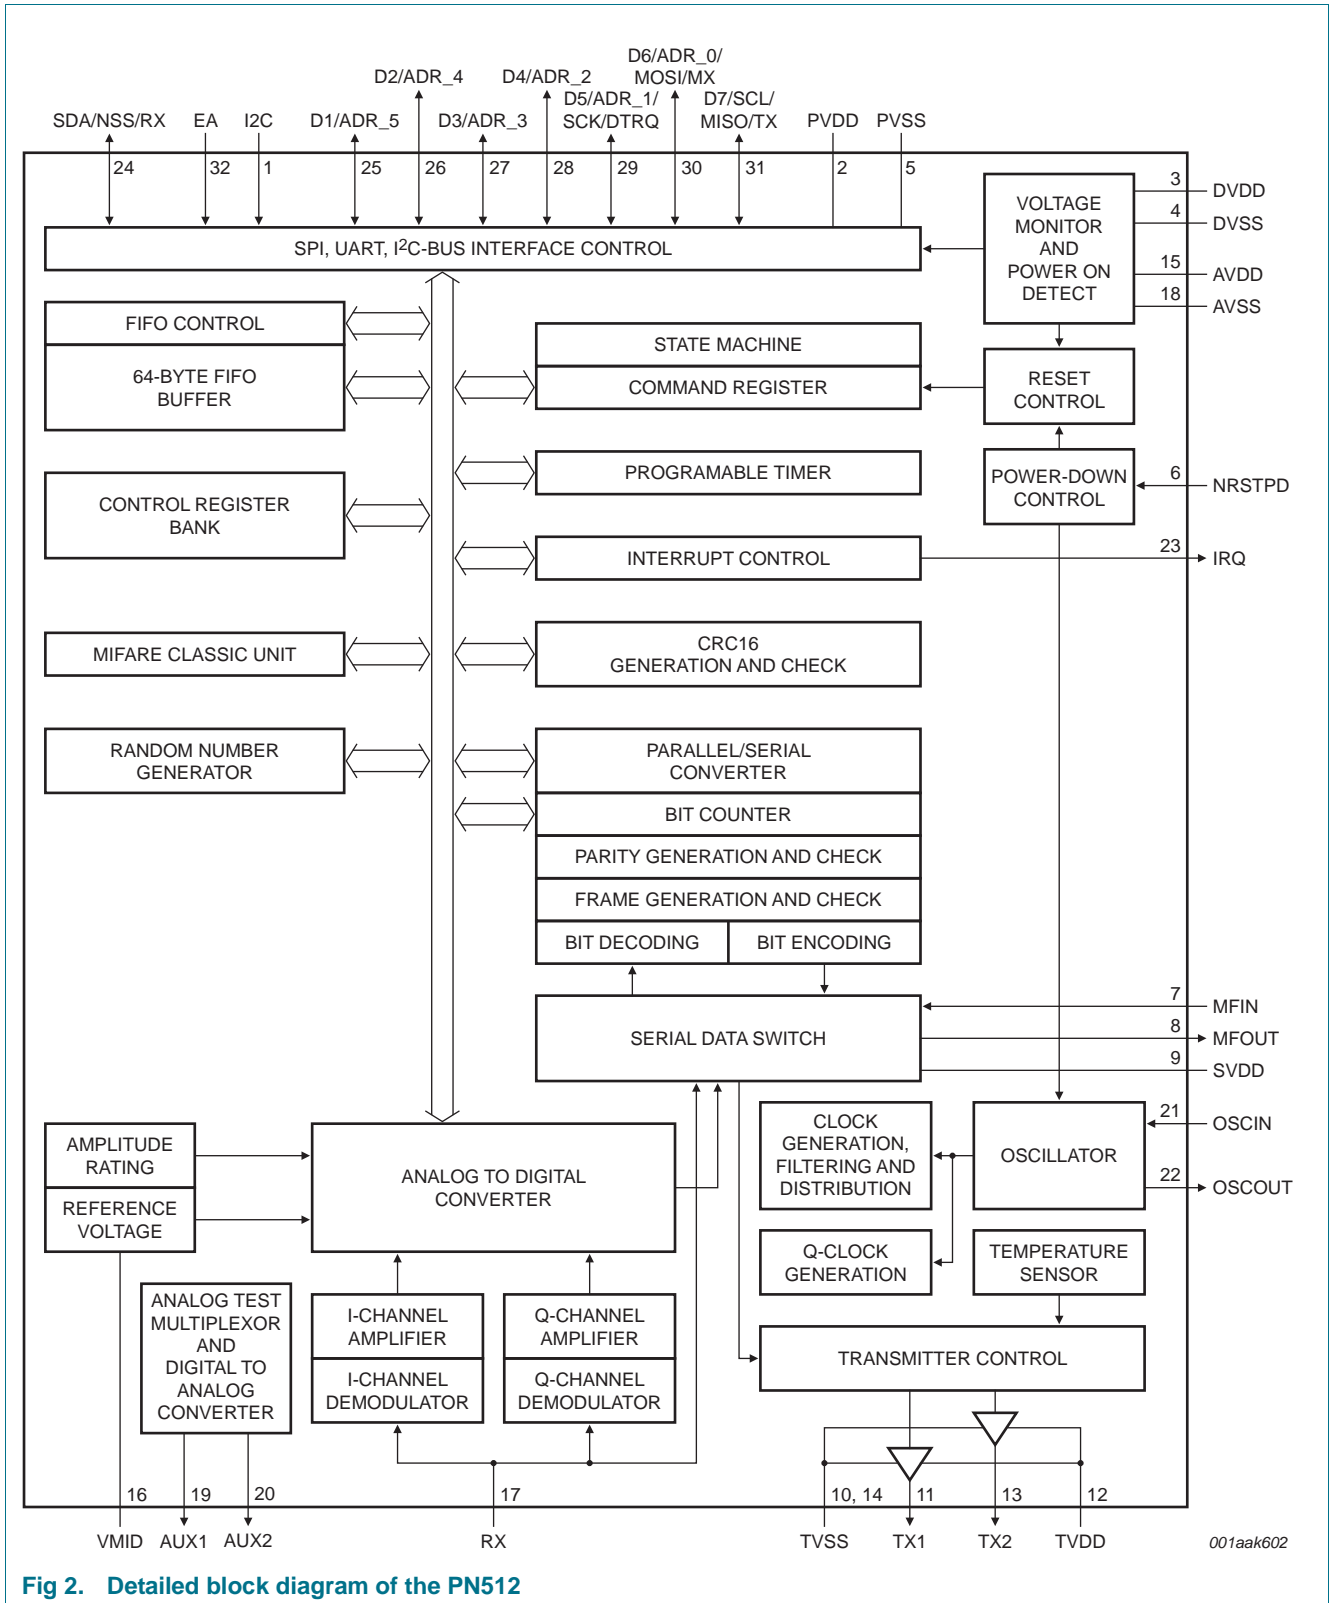 D6/ADR_0/
D2/ADR_4
D4/ADR_2
MOSI/MX
D5/ADR_1/
D7/SCL/
SDA/NSS/RX
EA
I2C
D1/ADR_5
D3/ADR_3
SCK/DTRQ
MISO/TX
PVDD
PVSS
24
32
1
25
26
27
28
29
30
31
2
5
3
DVDD
4
DVSS
15
AVDD
18
AVSS
VOLTAGE
MONITOR
AND
POWER ON
DETECT
SPI, UART, I2C-BUS INTERFACE CONTROL
FIFO CONTROL
64-BYTE FIFO
BUFFER
STATE MACHINE
COMMAND REGISTER
RESET
CONTROL
CONTROL REGISTER
BANK
PROGRAMABLE TIMER
POWER-DOWN
CONTROL
6
NRSTPD
INTERRUPT CONTROL
23
IRQ
MIFARE CLASSIC UNIT
CRC16
GENERATION AND CHECK
RANDOM NUMBER
GENERATOR
PARALLEL/SERIAL
CONVERTER
BIT COUNTER
PARITY GENERATION AND CHECK
FRAME GENERATION AND CHECK
BIT DECODING
BIT ENCODING
SERIAL DATA SWITCH
7
MFIN
8
MFOUT
9
SVDD
AMPLITUDE
RATING
REFERENCE
VOLTAGE
ANALOG TO DIGITAL
CONVERTER
CLOCK
GENERATION,
FILTERING AND
DISTRIBUTION
OSCILLATOR
21
OSCIN
22
OSCOUT
Q-CLOCK
GENERATION
TEMPERATURE
SENSOR
ANALOG TEST
MULTIPLEXOR
AND
DIGITAL TO
ANALOG
CONVERTER
I-CHANNEL
AMPLIFIER
Q-CHANNEL
AMPLIFIER
I-CHANNEL
DEMODULATOR
Q-CHANNEL
DEMODULATOR
TRANSMITTER CONTROL
16
19
20
17
10, 14
11
13
12
VMID
AUX1
AUX2
RX
TVSS
TX1
TX2
TVDD
001aak602
Fig 2. Detailed block diagram of the PN512